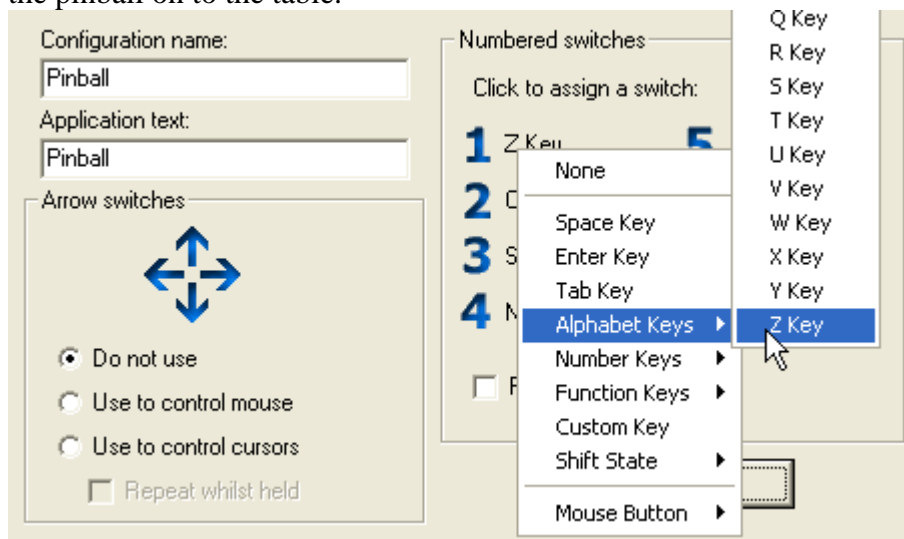 the pinball on to the table.
Configuration name:
Pinball
Application text:
Pinball
Arrow switches
Do not use
Use to control mouse
Use to control cursors
Repeat whilst held
Numbered switches
Click to assign a switch:
1 Z Key
5
2
3 S
4
None
Space Key
Enter Key
Tab Key
Alphabet Keys
Number Keys
Function Keys
Custom Key
Shift State
Mouse Button
Q Key
R Key
S Key
T Key
U Key
V Key
W Key
X Key
Y Key
Z Key